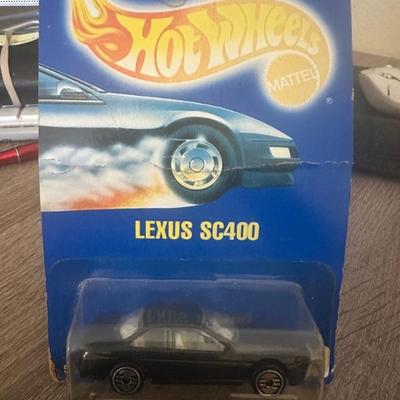 HOT WHEELS
MATTEL
®
LEXUS SC400